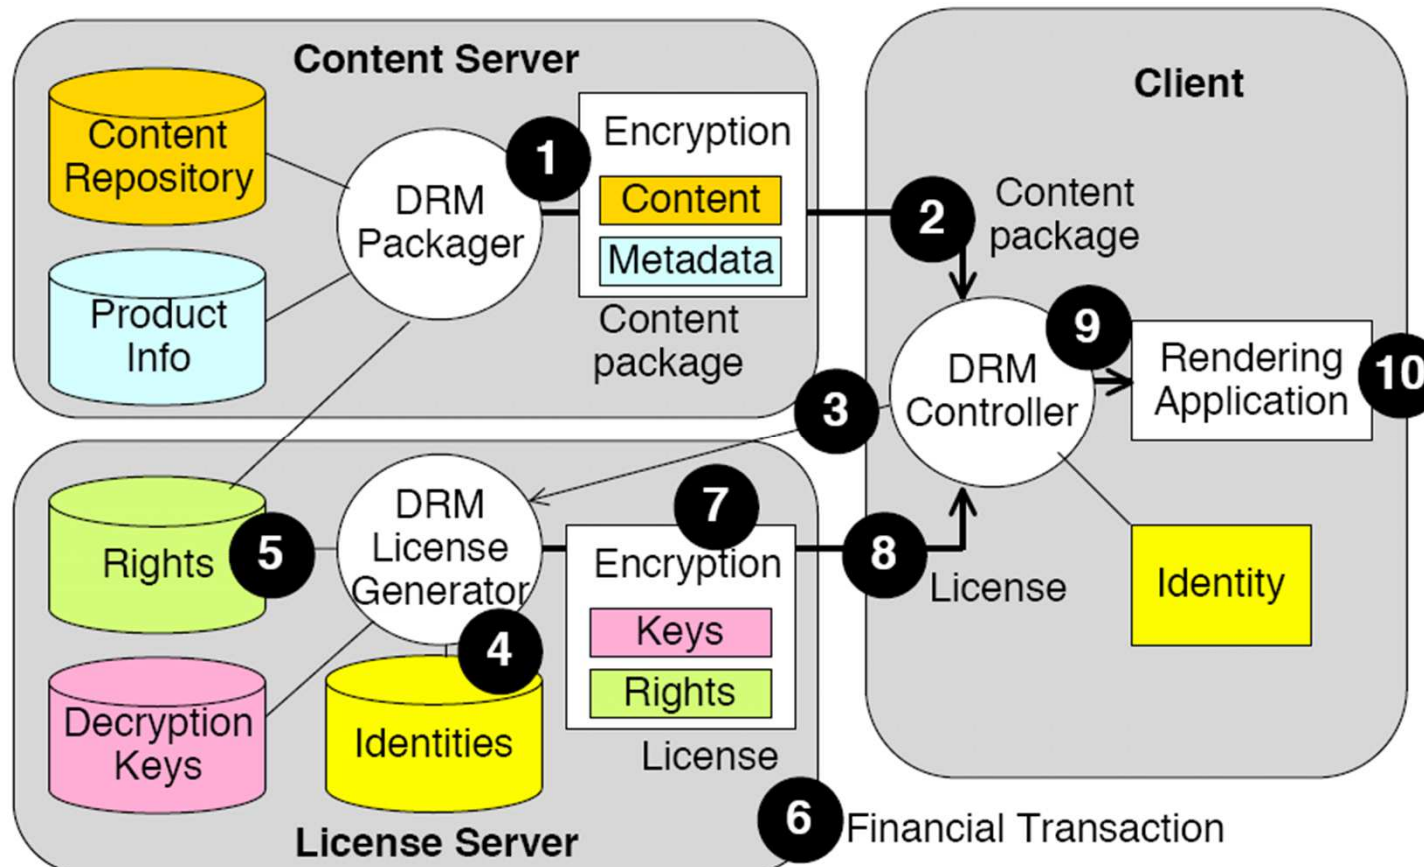 Content Server
Content
Repository
Product
Info
DRM
Packager
1
Encryption
Content
Metadata
Content
package
Client
2
Content
package
DRM
Controller
9
Rendering
Application
10
3
Identity
Rights
5
DRM
License
Generator
4
Decryption
Keys
Identities
7
Encryption
Keys
Rights
License
8
License
License Server
6
Financial Transaction